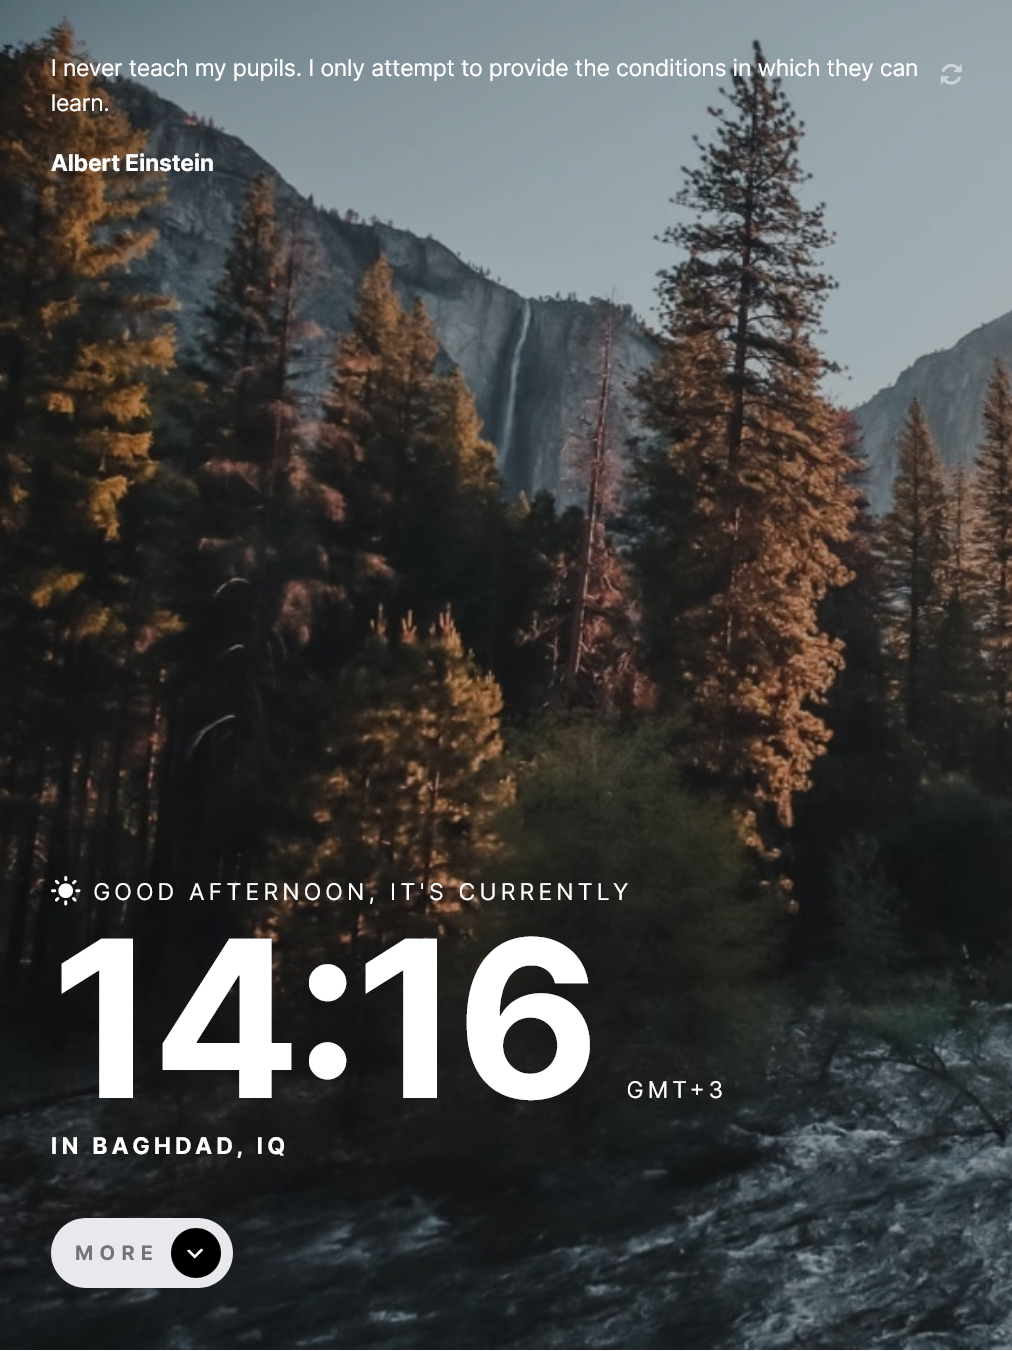 I never teach my pupils. I only attempt to provide the conditions in which they can
learn.
Albert Einstein
GOOD AFTERNOON, IT'S CURRENTLY
14:16 GMT+3
IN BAGHDAD, IQ
MORE